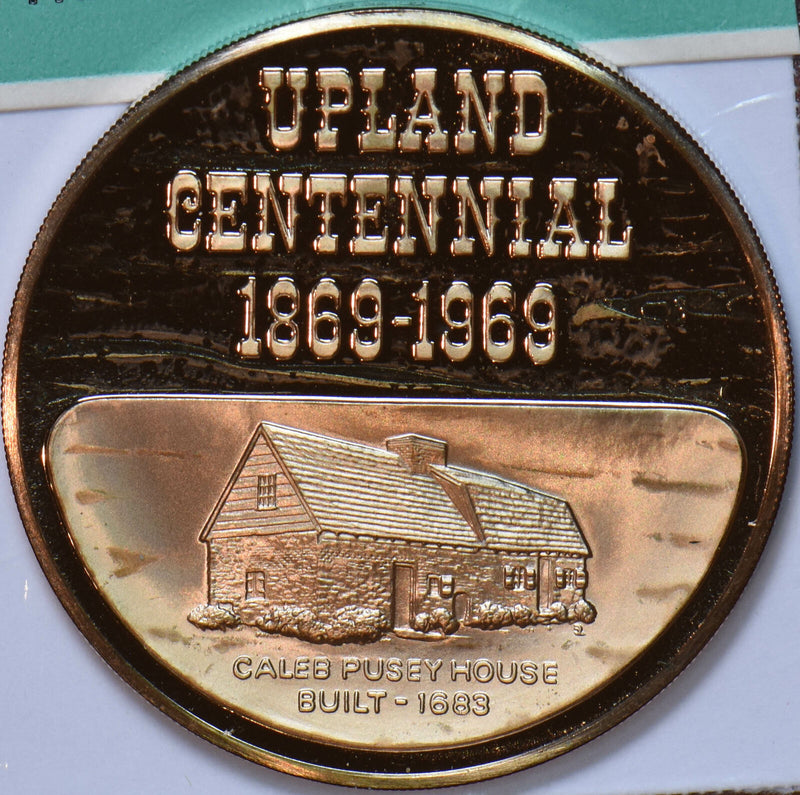 UPLAND
CENTENNIAL
1869-1969
CALEB PUSEY HOUSE
BUILT - 1683